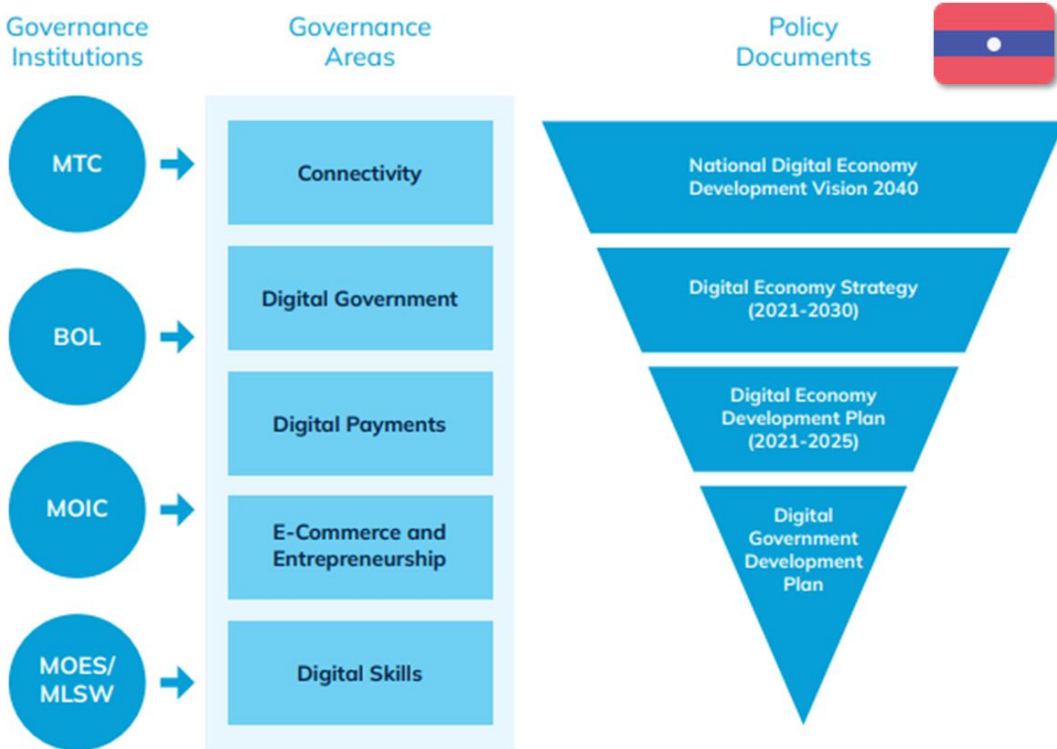 Governance
Institutions
Governance
Areas
Policy
Documents
MTC
BOL
MOIC
MOES/
MLSW
Connectivity
Digital Government
Digital Payments
E-Commerce and
Entrepreneurship
Digital Skills
National Digital Economy
Development Vision 2040
Digital Economy Strategy
(2021-2030)
Digital Economy
Development Plan
(2021-2025)
Digital
Government
Development
Plan